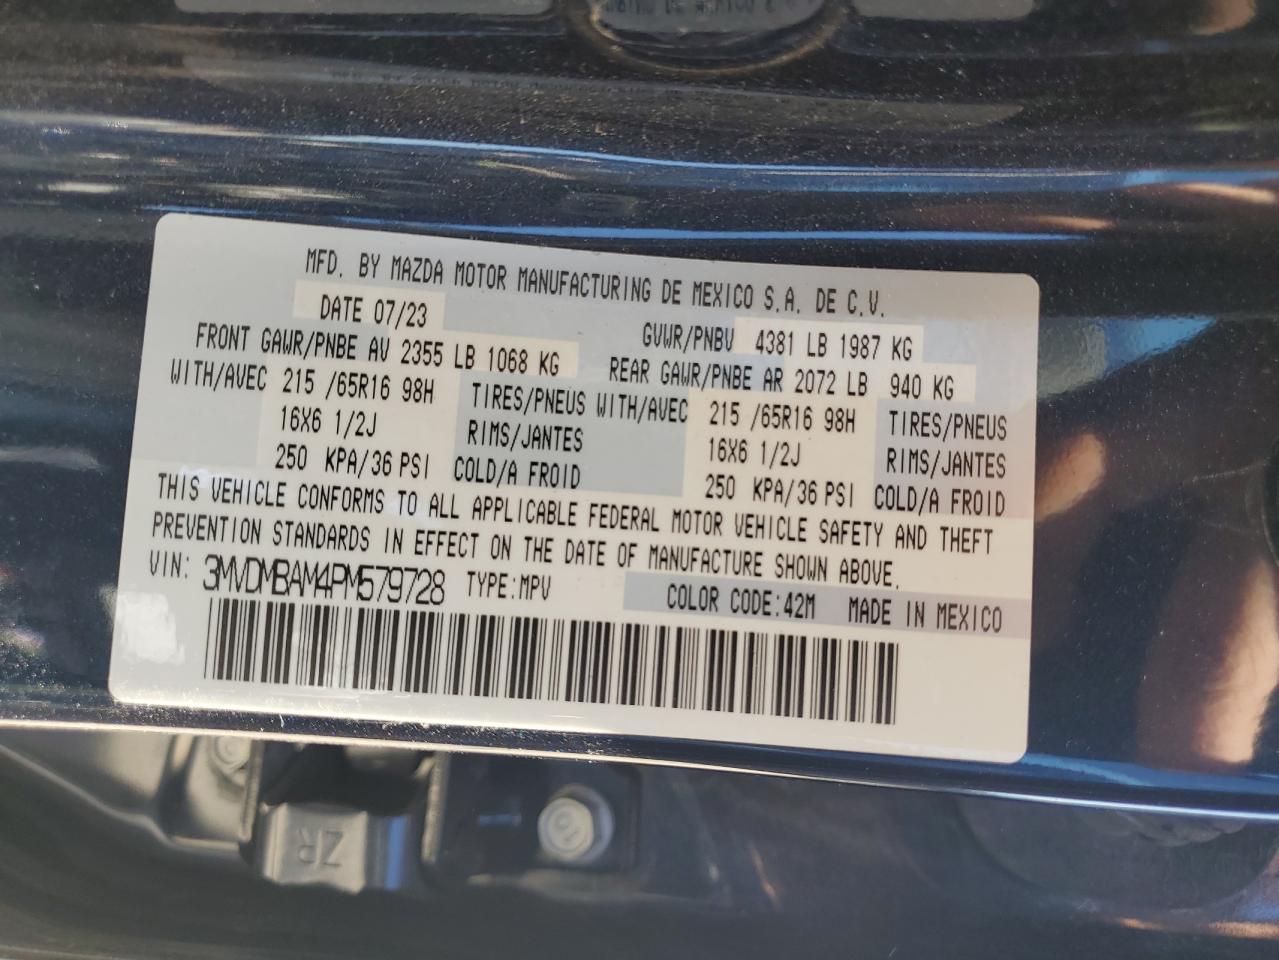 MFD. BY MAZDA MOTOR MANUFACTURING DE MEXICO S.A. DE C.V.
DATE 07/23 GVWR/PNBV 4381 LB 1987 KG
FRONT GAWR/PNBE AV 2355 LB 1068 KG REAR GAWR/PNBE AR 2072 LB 940 KG
WITH/AVEC 215 /65R16 98H TIRES/PNEUS WITH/AVEC 215 /65R16 98H TIRES/PNEUS
16X6 1/2J RIMS/JANTES 16X6 1/2J RIMS/JANTES
250 KPA/36 PSI COLD/A FROID 250 KPA/36 PSI COLD/A FROID
THIS VEHICLE CONFORMS TO ALL APPLICABLE FEDERAL MOTOR VEHICLE SAFETY AND THEFT
PREVENTION STANDARDS IN EFFECT ON THE DATE OF MANUFACTURE SHOWN ABOVE.
VIN: 3MVDMBAM4PM579728 TYPE:MPV COLOR CODE:42M MADE IN MEXICO
ZR